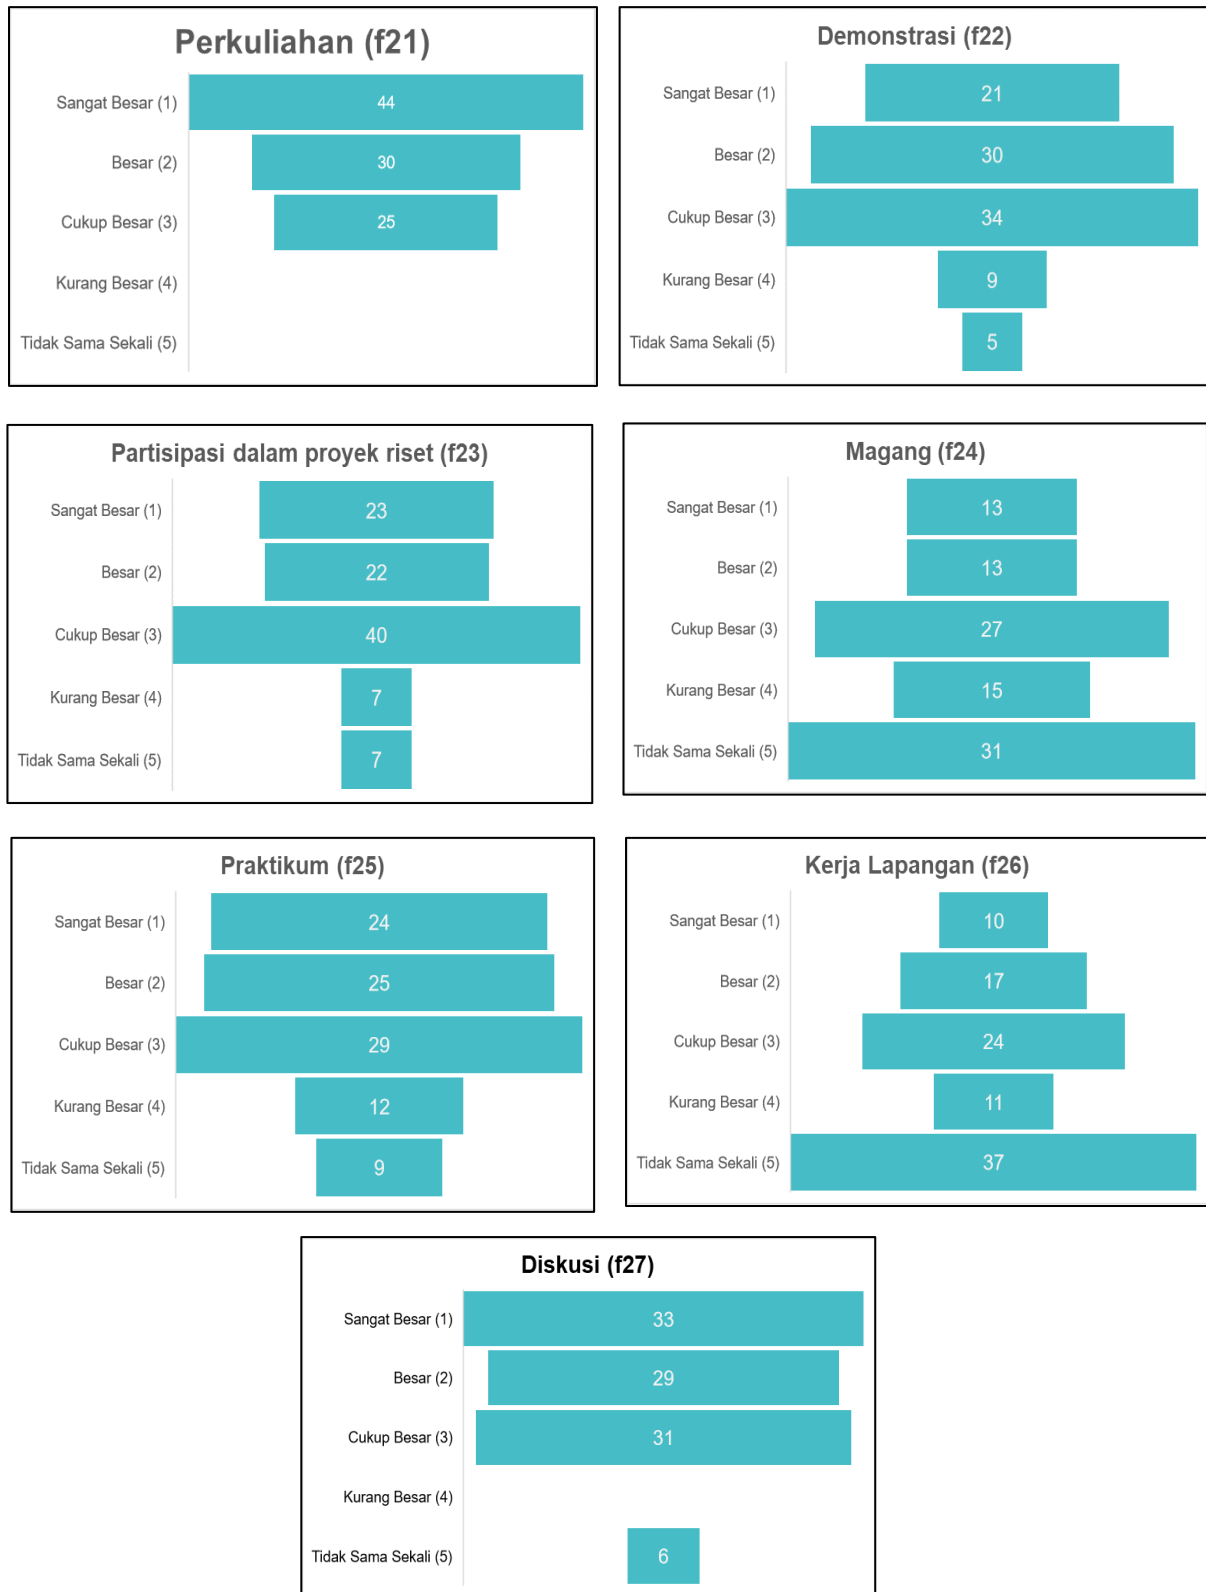 Perkuliahan (f21)
Sangat Besar (1) 44
Besar (2) 30
Cukup Besar (3) 25
Kurang Besar (4)
Tidak Sama Sekali (5)
Demonstrasi (f22)
Sangat Besar (1) 21
Besar (2) 30
Cukup Besar (3) 34
Kurang Besar (4) 9
Tidak Sama Sekali (5) 5
Partisipasi dalam proyek riset (f23)
Sangat Besar (1) 23
Besar (2) 22
Cukup Besar (3) 40
Kurang Besar (4) 7
Tidak Sama Sekali (5) 7
Magang (f24)
Sangat Besar (1) 13
Besar (2) 13
Cukup Besar (3) 27
Kurang Besar (4) 15
Tidak Sama Sekali (5) 31
Praktikum (f25)
Sangat Besar (1) 24
Besar (2) 25
Cukup Besar (3) 29
Kurang Besar (4) 12
Tidak Sama Sekali (5) 9
Kerja Lapangan (f26)
Sangat Besar (1) 10
Besar (2) 17
Cukup Besar (3) 24
Kurang Besar (4) 11
Tidak Sama Sekali (5) 37
Diskusi (f27)
Sangat Besar (1) 33
Besar (2) 29
Cukup Besar (3) 31
Kurang Besar (4)
Tidak Sama Sekali (5) 6